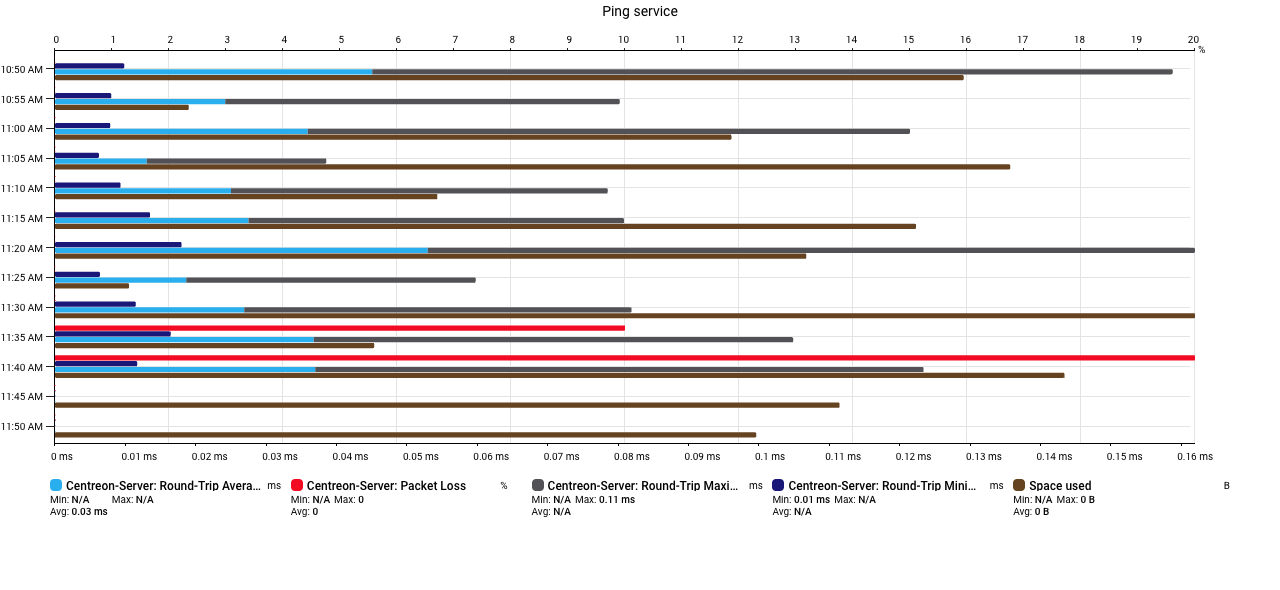 Ping service
0 1 2 3 4 5 6 7 8 9 10 11 12 13 14 15 16 17 18 19 20
%
10:50 AM
10:55 AM
11:00 AM
11:05 AM
11:10 AM
11:15 AM
11:20 AM
11:25 AM
11:30 AM
11:35 AM
11:40 AM
11:45 AM
11:50 AM
0 ms 0.01 ms 0.02 ms 0.03 ms 0.04 ms 0.05 ms 0.06 ms 0.07 ms 0.08 ms 0.09 ms 0.1 ms 0.11 ms 0.12 ms 0.13 ms 0.14 ms 0.15 ms 0.16 ms
Centreon-Server: Round-Trip Avera... ms
Min: N/A Max: N/A
Avg: 0.03 ms
Centreon-Server: Packet Loss %
Min: N/A Max: 0
Avg: 0
Centreon-Server: Round-Trip Maxi... ms
Min: N/A Max: 0.11 ms
Avg: N/A
Centreon-Server: Round-Trip Mini... ms
Min: 0.01 ms Max: N/A
Avg: N/A
Space used B
Min: N/A Max: 0 B
Avg: 0 B